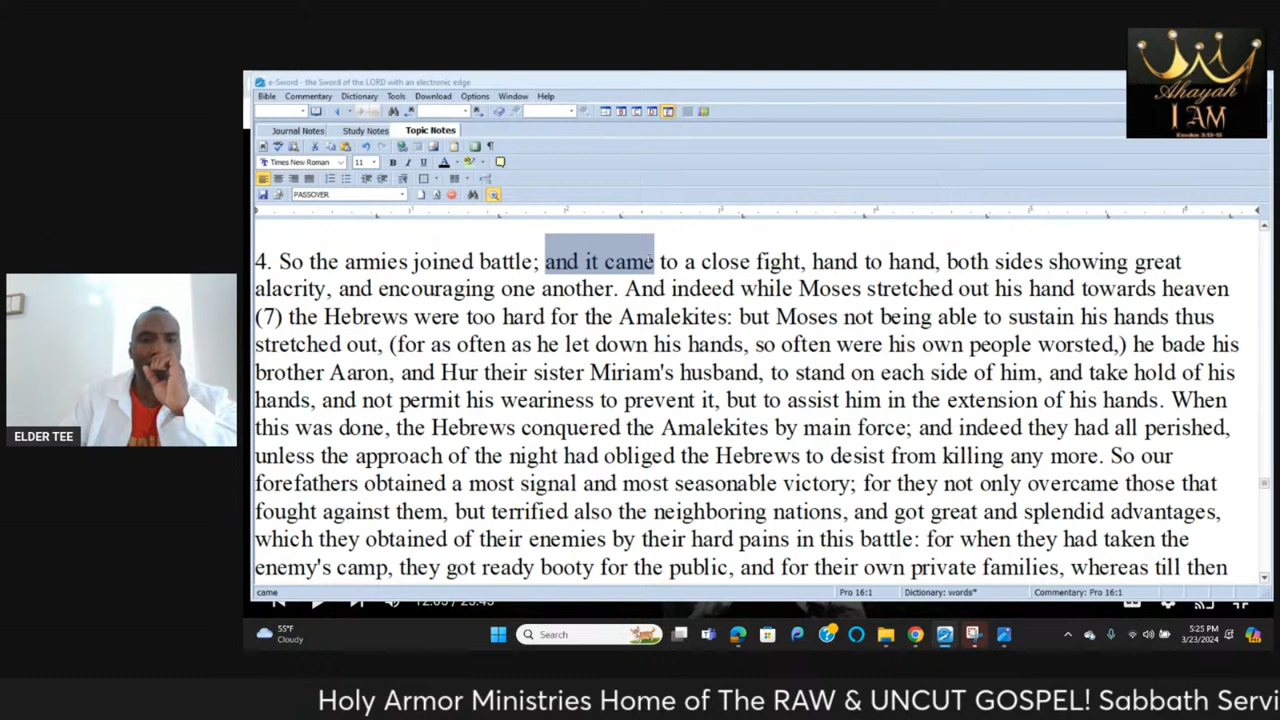 Ahayah
I AM
Exodus 3:13-15
e-Sword - the Sword of the LORD with an electronic edge
Bible Commentary Dictionary Tools Download Options Window Help
Journal Notes Study Notes Topic Notes
Times New Roman 11 B I U A
PASSOVER
1 2 3 4 5 6
4. So the armies joined battle; and it came to a close fight, hand to hand, both sides showing great
alacrity, and encouraging one another. And indeed while Moses stretched out his hand towards heaven
(7) the Hebrews were too hard for the Amalekites: but Moses not being able to sustain his hands thus
stretched out, (for as often as he let down his hands, so often were his own people worsted,) he bade his
brother Aaron, and Hur their sister Miriam's husband, to stand on each side of him, and take hold of his
hands, and not permit his weariness to prevent it, but to assist him in the extension of his hands. When
this was done, the Hebrews conquered the Amalekites by main force; and indeed they had all perished,
unless the approach of the night had obliged the Hebrews to desist from killing any more. So our
forefathers obtained a most signal and most seasonable victory; for they not only overcame those that
fought against them, but terrified also the neighboring nations, and got great and splendid advantages,
which they obtained of their enemies by their hard pains in this battle: for when they had taken the
enemy's camp, they got ready booty for the public, and for their own private families, whereas till then
came Pro 16:1 Dictionary: words* Commentary: Pro 16:1
ELDER TEE
55°F
Cloudy
Search
5:25 PM
3/23/2024
Holy Armor Ministries Home of The RAW & UNCUT GOSPEL! Sabbath Servi